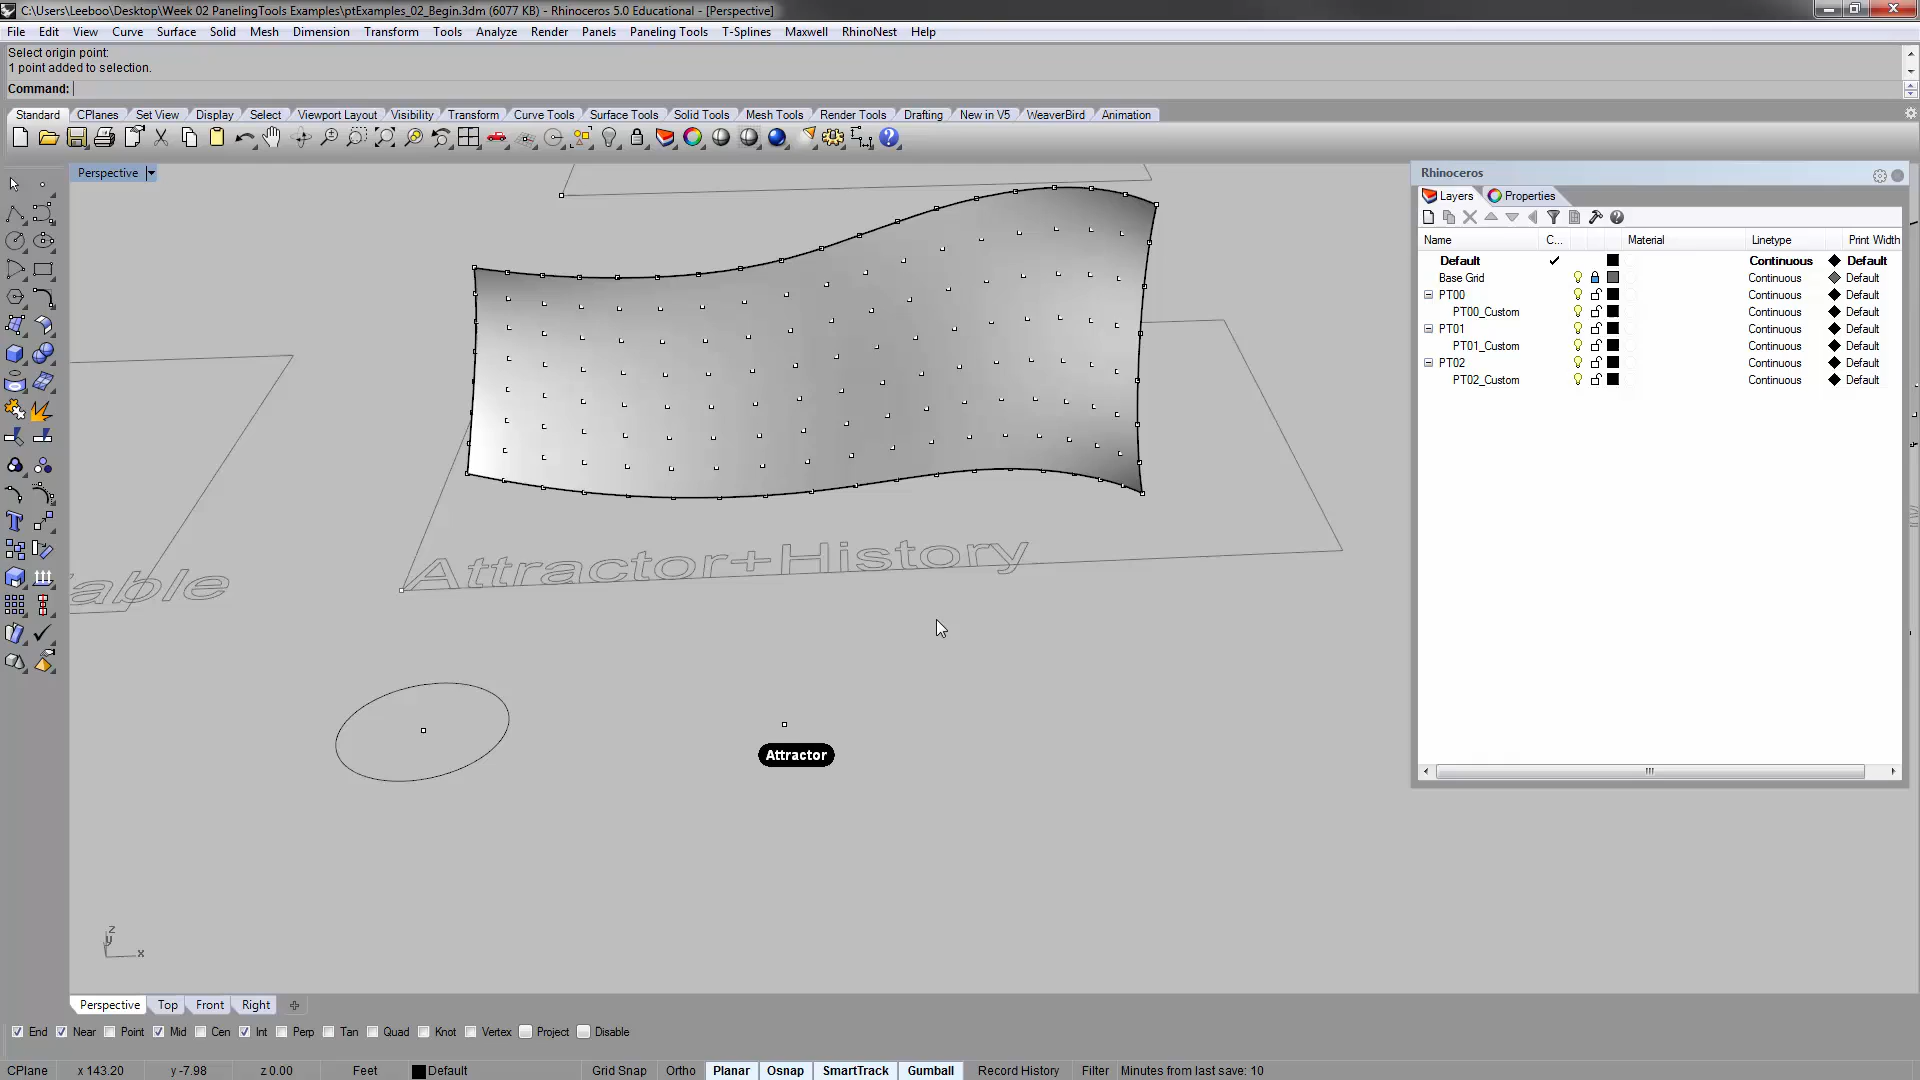 C:\Users\Leeboo\Desktop\Week 02 PanelingTools Examples\ptExamples_02_Begin.3dm (6077 KB) - Rhinoceros 5.0 Educational - [Perspective]
File Edit View Curve Surface Solid Mesh Dimension Transform Tools Analyze Render Panels Paneling Tools T-Splines Maxwell RhinoNest Help
Select origin point:
1 point added to selection.
Command:
Standard CPlanes Set View Display Select Viewport Layout Visibility Transform Curve Tools Surface Tools Solid Tools Mesh Tools Render Tools Drafting New in V5 WeaverBird Animation
Perspective
Rhinoceros
Layers Properties
Name C... Material Linetype Print Width
Default Continuous Default
Base Grid Continuous Default
PT00 Continuous Default
PT00_Custom Continuous Default
PT01 Continuous Default
PT01_Custom Continuous Default
PT02 Continuous Default
PT02_Custom Continuous Default
Attractor+History
able
Attractor
z
y
x
Perspective Top Front Right
End Near Point Mid Cen Int Perp Tan Quad Knot Vertex Project Disable
CPlane x 143.20 y -7.98 z 0.00 Feet Default Grid Snap Ortho Planar Osnap SmartTrack Gumball Record History Filter Minutes from last save: 10